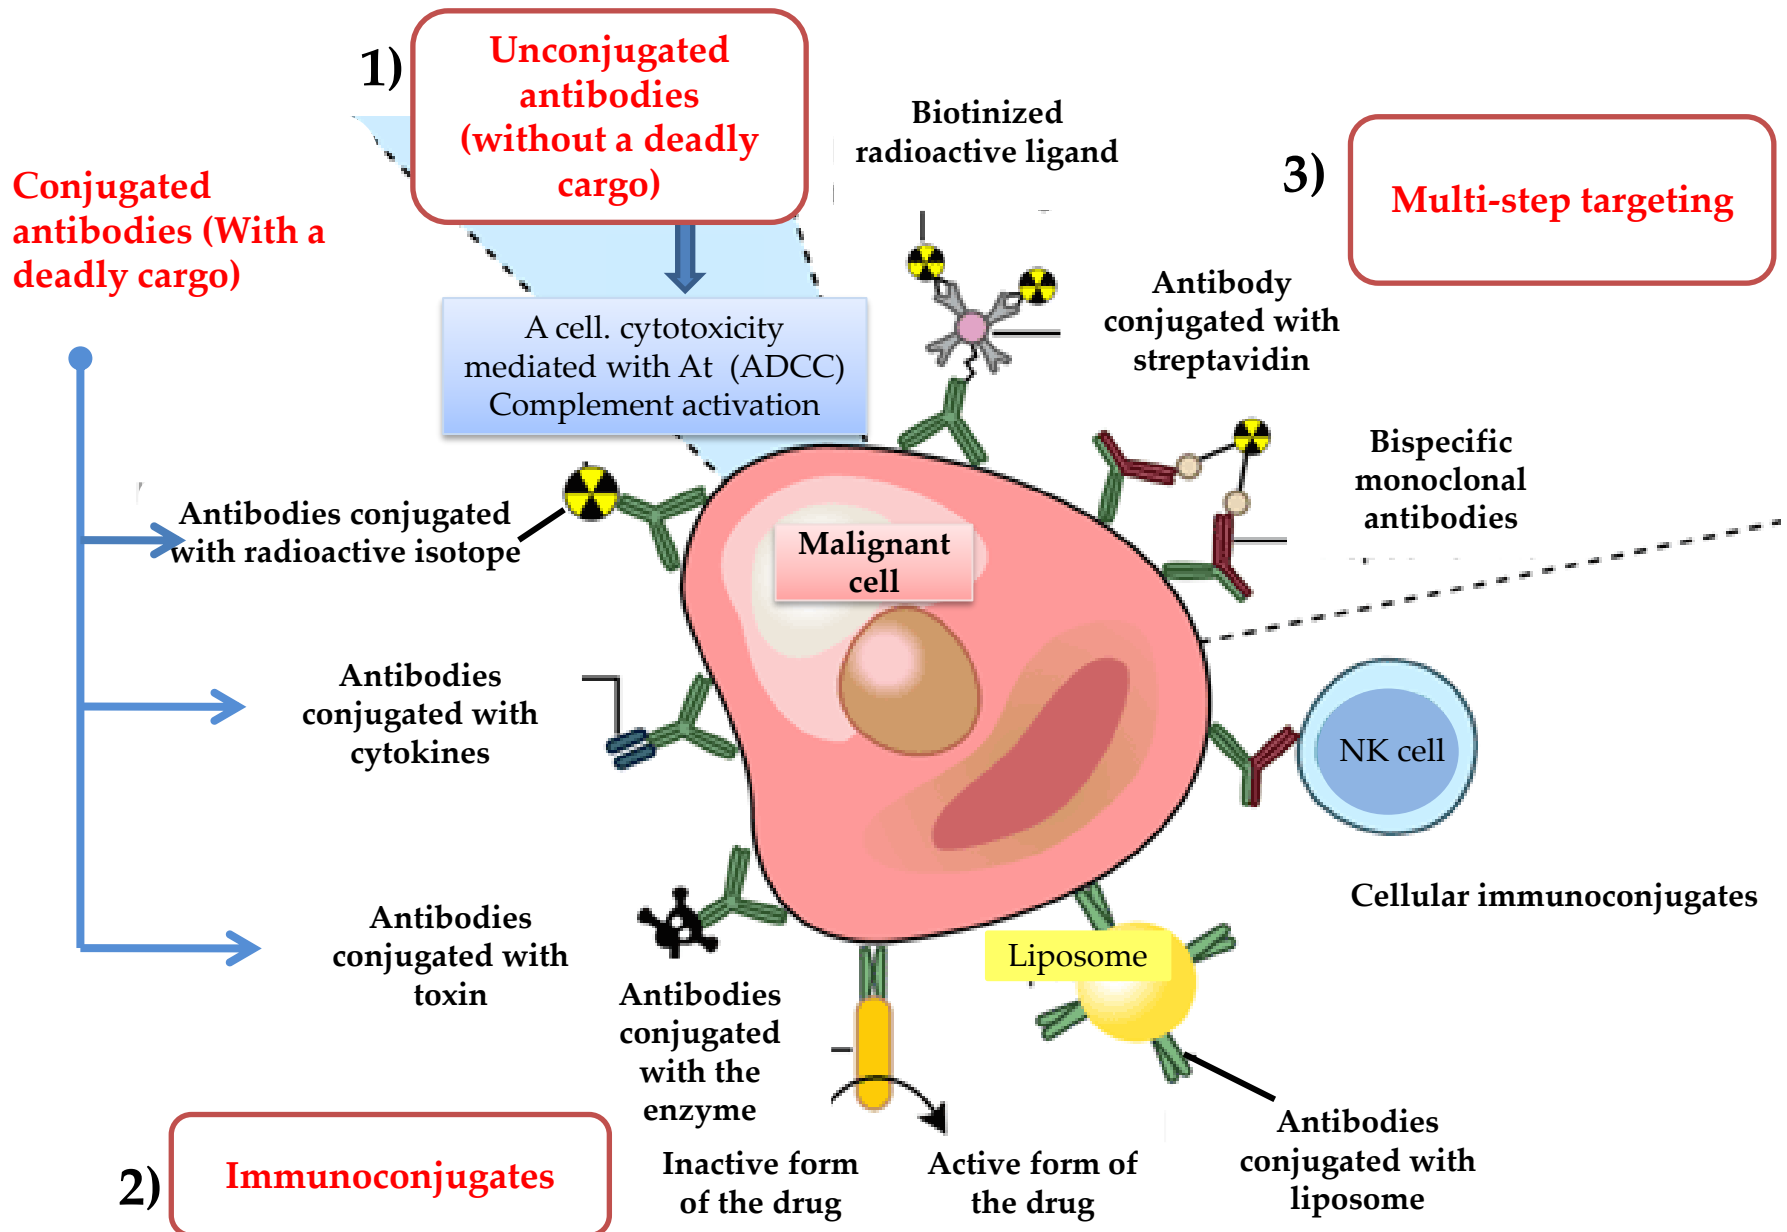 1)
Unconjugated
antibodies
(without a deadly
cargo)
Biotinized
radioactive ligand
3)
Multi-step targeting
Conjugated
antibodies (With a
deadly cargo)
A cell. cytotoxicity
mediated with At (ADCC)
Complement activation
Antibody
conjugated with
streptavidin
Bispecific
monoclonal
antibodies
Antibodies conjugated
with radioactive isotope
Malignant
cell
Antibodies
conjugated with
cytokines
NK cell
Cellular immunoconjugates
Antibodies
conjugated with
toxin
Liposome
Antibodies
conjugated
with the
enzyme
Antibodies
conjugated with
liposome
Inactive form
of the drug
Active form of
the drug
2)
Immunoconjugates